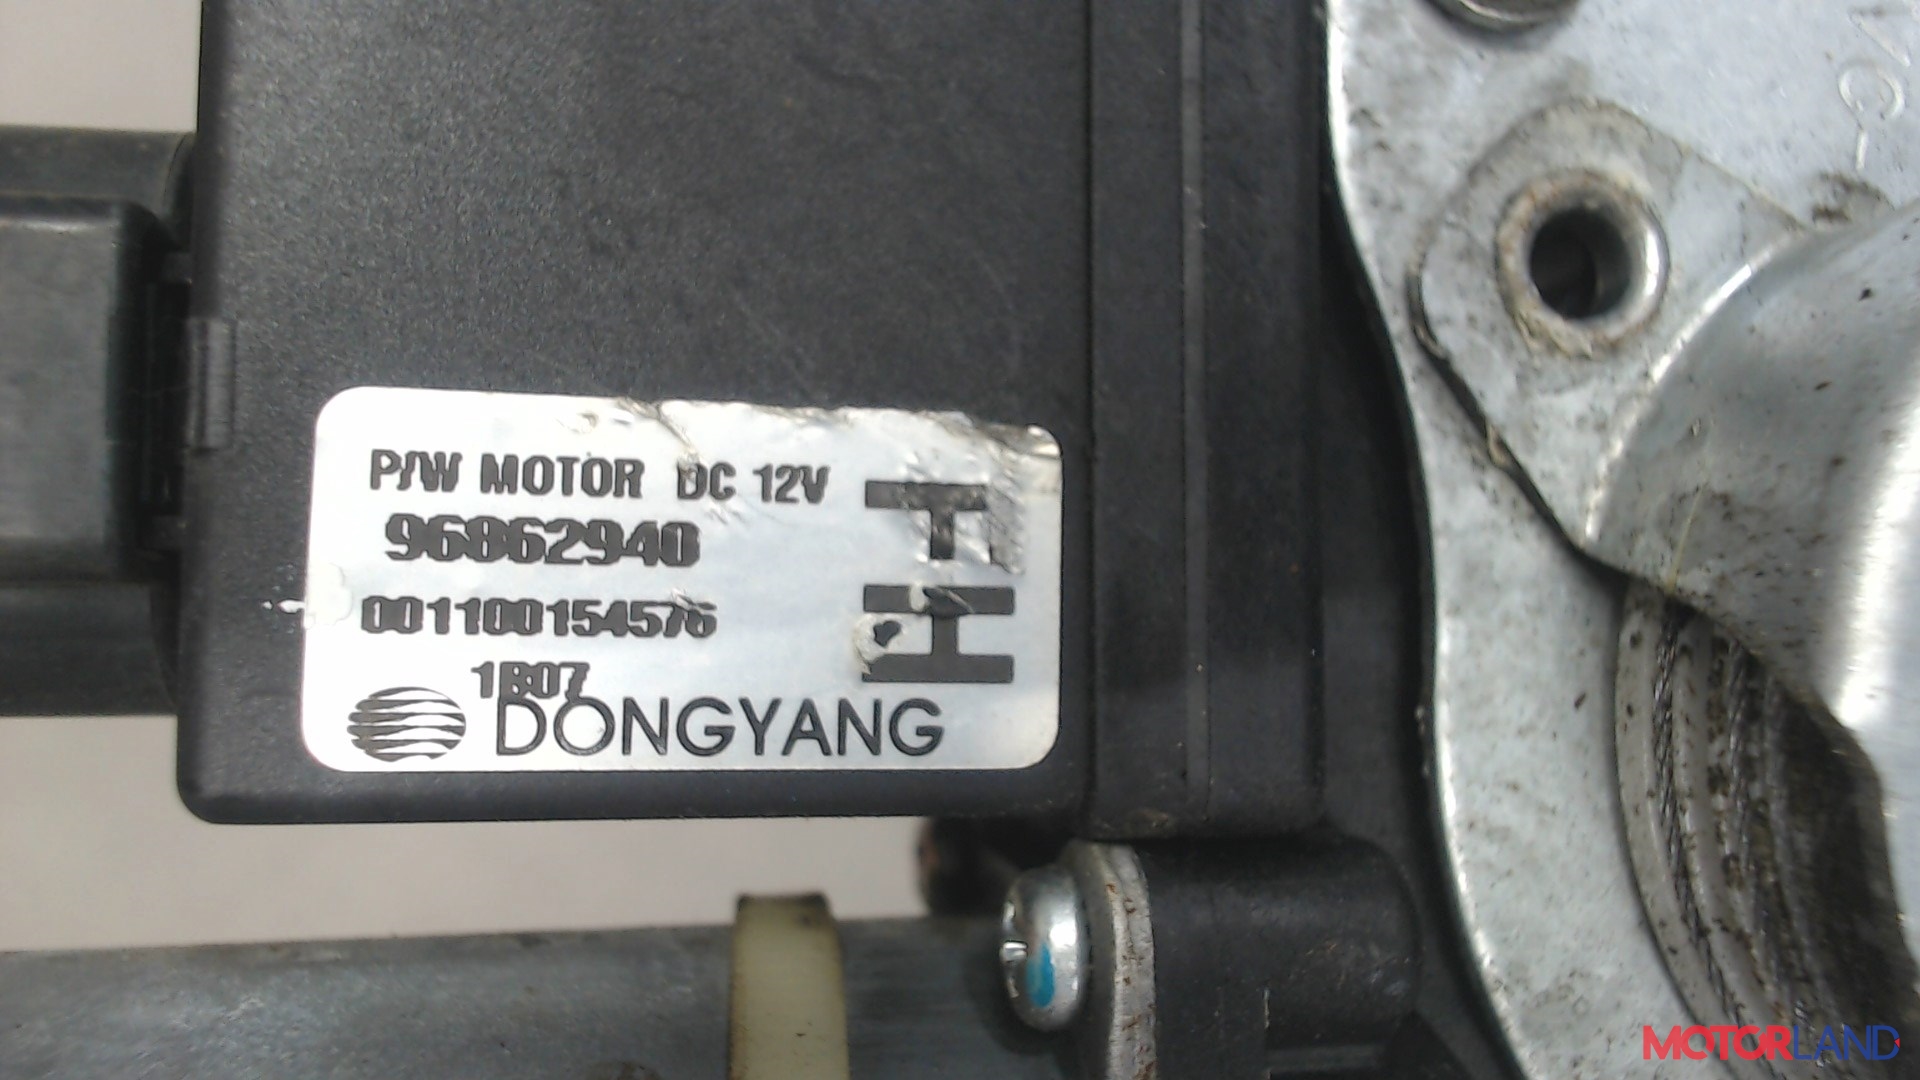 P/W MOTOR DC 12V
96862940
001100154576
1B07
DONGYANG
MOTORLAND